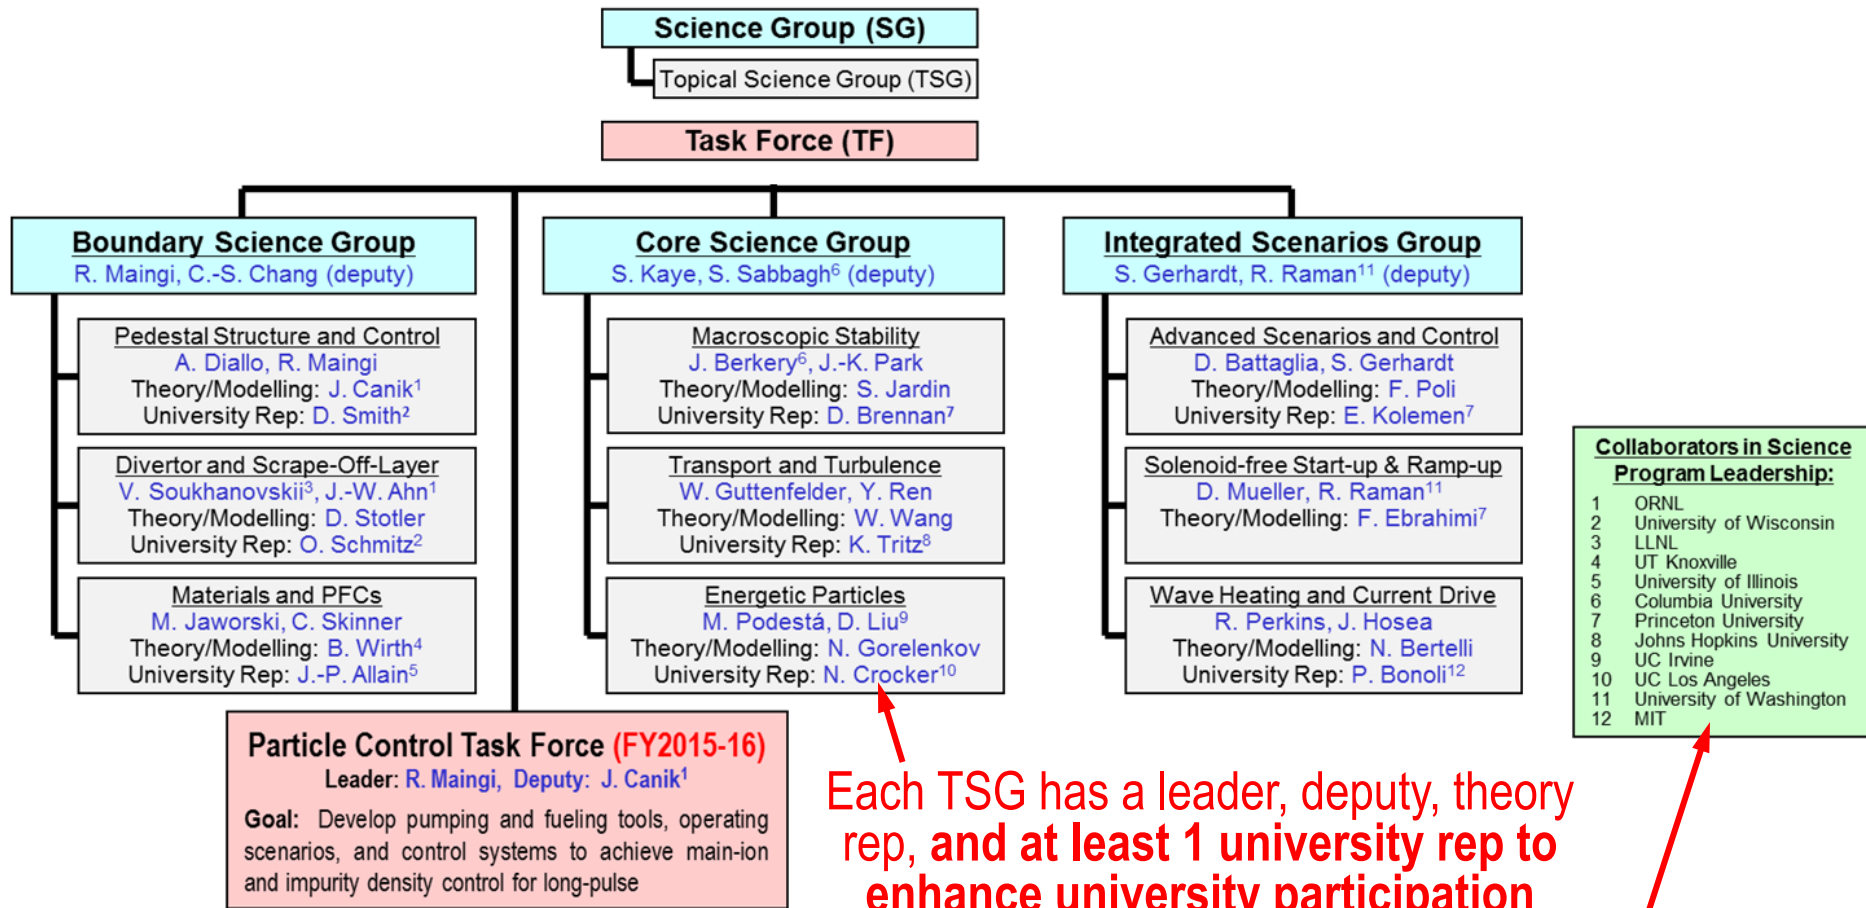 Science Group (SG)
Topical Science Group (TSG)
Task Force (TF)
Boundary Science Group
R. Maingi, C.-S. Chang (deputy)
Pedestal Structure and Control
A. Diallo, R. Maingi
Theory/Modelling: J. Canik¹
University Rep: D. Smith²
Divertor and Scrape-Off-Layer
V. Soukhanovskii³, J.-W. Ahn¹
Theory/Modelling: D. Stotler
University Rep: O. Schmitz²
Materials and PFCs
M. Jaworski, C. Skinner
Theory/Modelling: B. Wirth⁴
University Rep: J.-P. Allain⁵
Core Science Group
S. Kaye, S. Sabbagh⁶ (deputy)
Macroscopic Stability
J. Berkery⁶, J.-K. Park
Theory/Modelling: S. Jardin
University Rep: D. Brennan⁷
Transport and Turbulence
W. Guttenfelder, Y. Ren
Theory/Modelling: W. Wang
University Rep: K. Tritz⁸
Energetic Particles
M. Podestá, D. Liu⁹
Theory/Modelling: N. Gorelenkov
University Rep: N. Crocker¹⁰
Integrated Scenarios Group
S. Gerhardt, R. Raman¹¹ (deputy)
Advanced Scenarios and Control
D. Battaglia, S. Gerhardt
Theory/Modelling: F. Poli
University Rep: E. Kolemen⁷
Solenoid-free Start-up & Ramp-up
D. Mueller, R. Raman¹¹
Theory/Modelling: F. Ebrahimi⁷
Wave Heating and Current Drive
R. Perkins, J. Hosea
Theory/Modelling: N. Bertelli
University Rep: P. Bonoli¹²
Collaborators in Science
Program Leadership:
1 ORNL
2 University of Wisconsin
3 LLNL
4 UT Knoxville
5 University of Illinois
6 Columbia University
7 Princeton University
8 Johns Hopkins University
9 UC Irvine
10 UC Los Angeles
11 University of Washington
12 MIT
Particle Control Task Force (FY2015-16)
Leader: R. Maingi, Deputy: J. Canik¹
Goal: Develop pumping and fueling tools, operating
scenarios, and control systems to achieve main-ion
and impurity density control for long-pulse
Each TSG has a leader, deputy, theory
rep, and at least 1 university rep to
enhance university participation